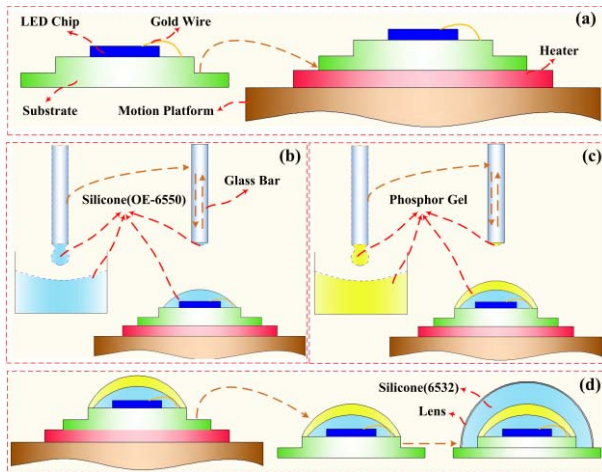 LED Chip
Gold Wire
(a)
Heater
Substrate
Motion Platform
(b)
Silicone(OE-6550)
Glass Bar
(c)
Phosphor Gel
(d)
Silicone(6532)
Lens